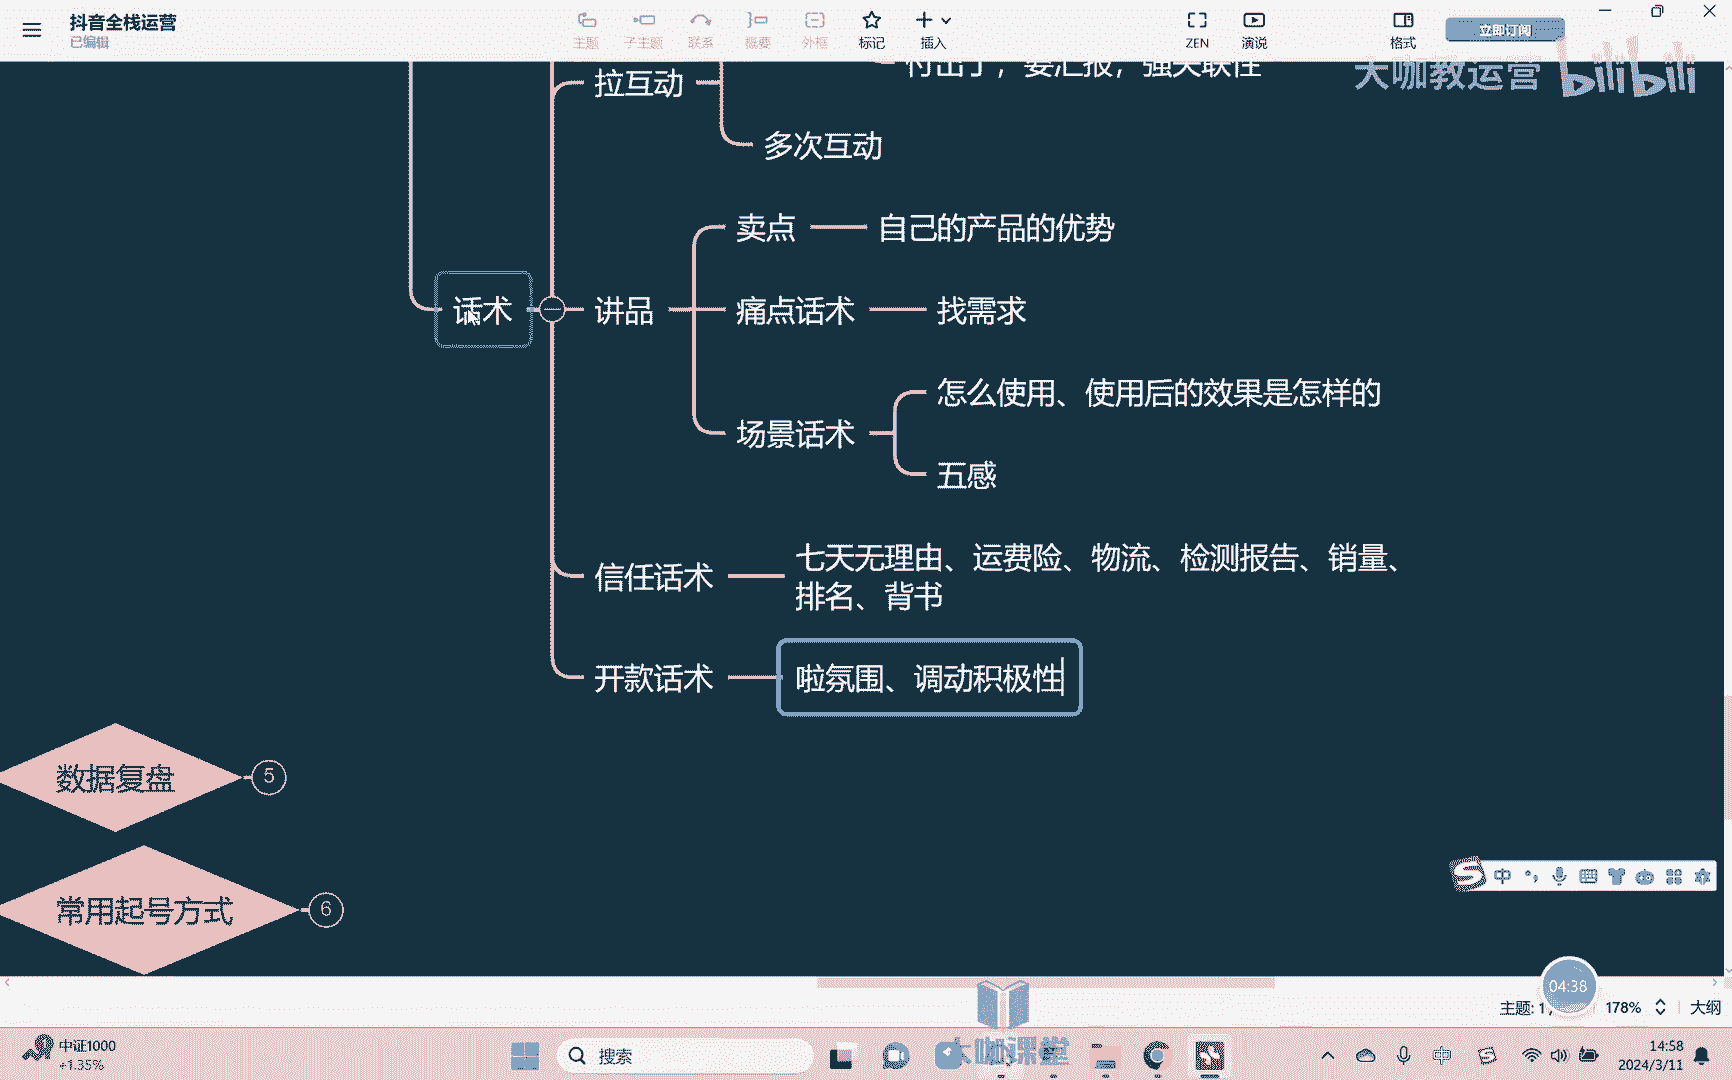 抖音全栈运营
已编辑
主题
子主题
联系
概要
外框
标记
插入
ZEN
演说
格式
立即订阅
大咖教运营 bilibili
付出了，要汇报，强关联性
拉互动
多次互动
卖点
自己的产品的优势
话术
讲品
痛点话术
找需求
怎么使用、使用后的效果是怎样的
场景话术
五感
信任话术
七天无理由、运费险、物流、检测报告、销量、
排名、背书
开款话术
啦氛围、调动积极性
数据复盘
5
常用起号方式
6
中
04:38
主题: 1
178%
大纲
中证1000
+1.35%
搜索
大咖课堂
中
14:58
2024/3/11